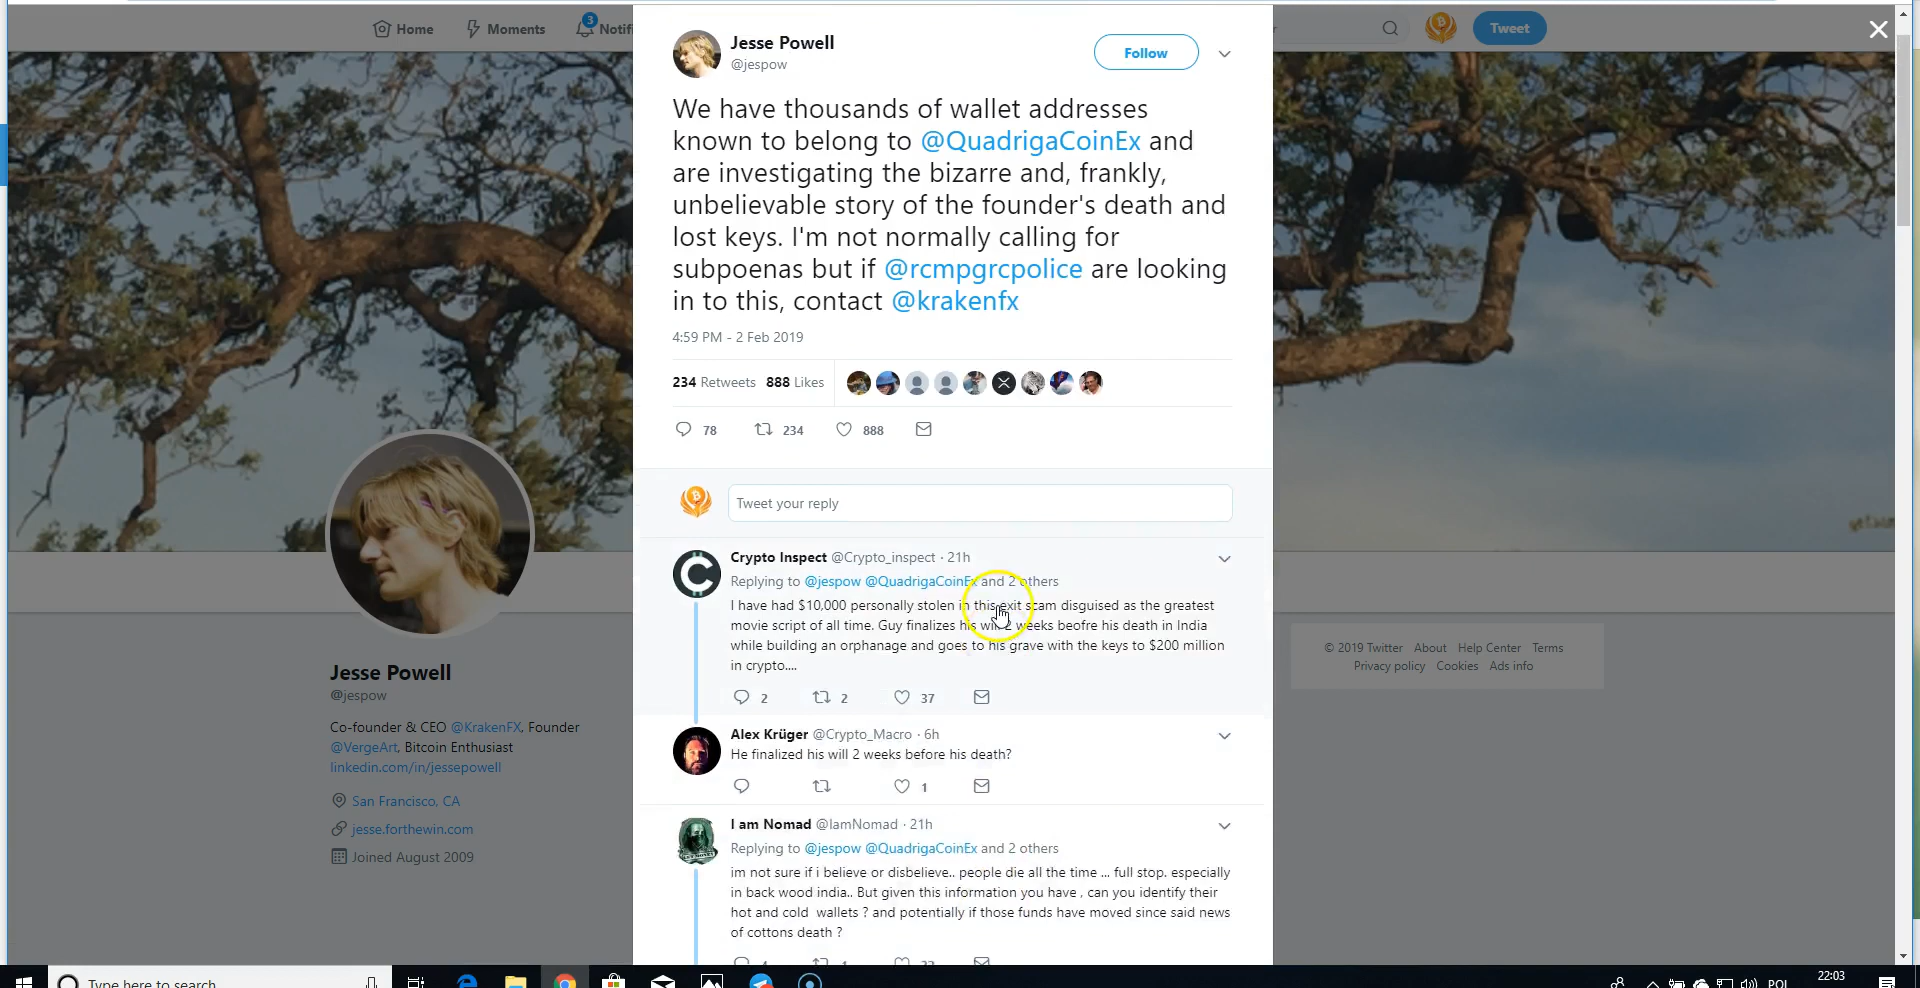 Home
Moments
3
Notifi
Tweet
Jesse Powell
@jespow
Follow
We have thousands of wallet addresses
known to belong to @QuadrigaCoinEx and
are investigating the bizarre and, frankly,
unbelievable story of the founder's death and
lost keys. I'm not normally calling for
subpoenas but if @rcmpgrcpolice are looking
in to this, contact @krakenfx
4:59 PM - 2 Feb 2019
234 Retweets 888 Likes
78 234 888
Tweet your reply
Crypto Inspect @Crypto_inspect · 21h
Replying to @jespow @QuadrigaCoinEx and 2 others
I have had $10,000 personally stolen in this exit scam disguised as the greatest
movie script of all time. Guy finalizes his will 2 weeks beofre his death in India
while building an orphanage and goes to his grave with the keys to $200 million
in crypto....
2 2 37
Alex Krüger @Crypto_Macro · 6h
He finalized his will 2 weeks before his death?
1
I am Nomad @IamNomad · 21h
Replying to @jespow @QuadrigaCoinEx and 2 others
im not sure if i believe or disbelieve.. people die all the time ... full stop. especially
in back wood india.. But given this information you have , can you identify their
hot and cold wallets ? and potentially if those funds have moved since said news
of cottons death ?
Jesse Powell
@jespow
Co-founder & CEO @KrakenFX, Founder
@VergeArt, Bitcoin Enthusiast
linkedin.com/in/jessepowell
San Francisco, CA
jesse.forthewin.com
Joined August 2009
© 2019 Twitter About Help Center Terms
Privacy policy Cookies Ads info
Type here to search
POL
22:03